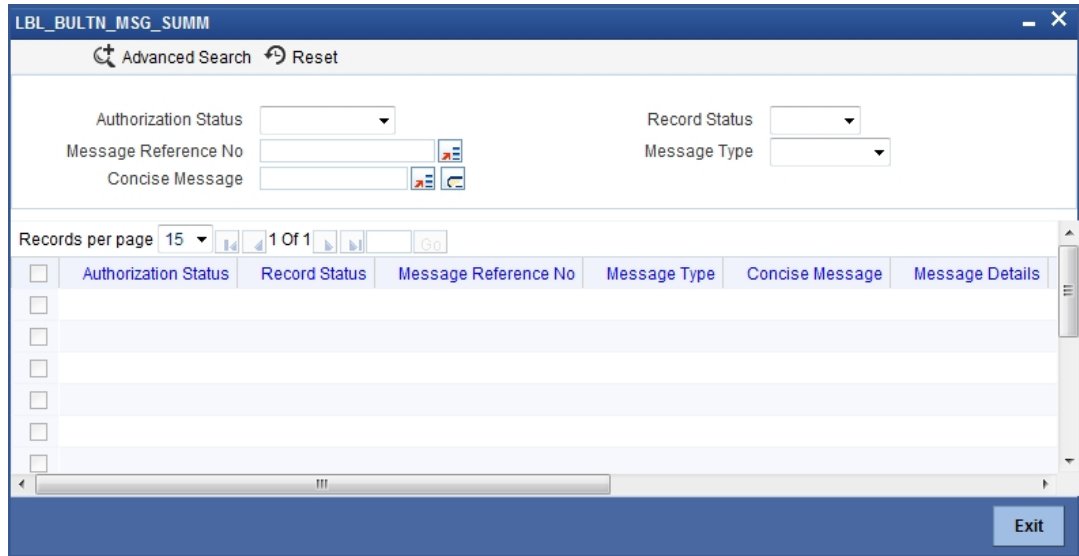 LBL_BULTN_MSG_SUMM
Advanced Search Reset
Authorization Status Record Status
Message Reference No Message Type
Concise Message
Records per page 15 1 Of 1 Go
Authorization Status Record Status Message Reference No Message Type Concise Message Message Details
Exit